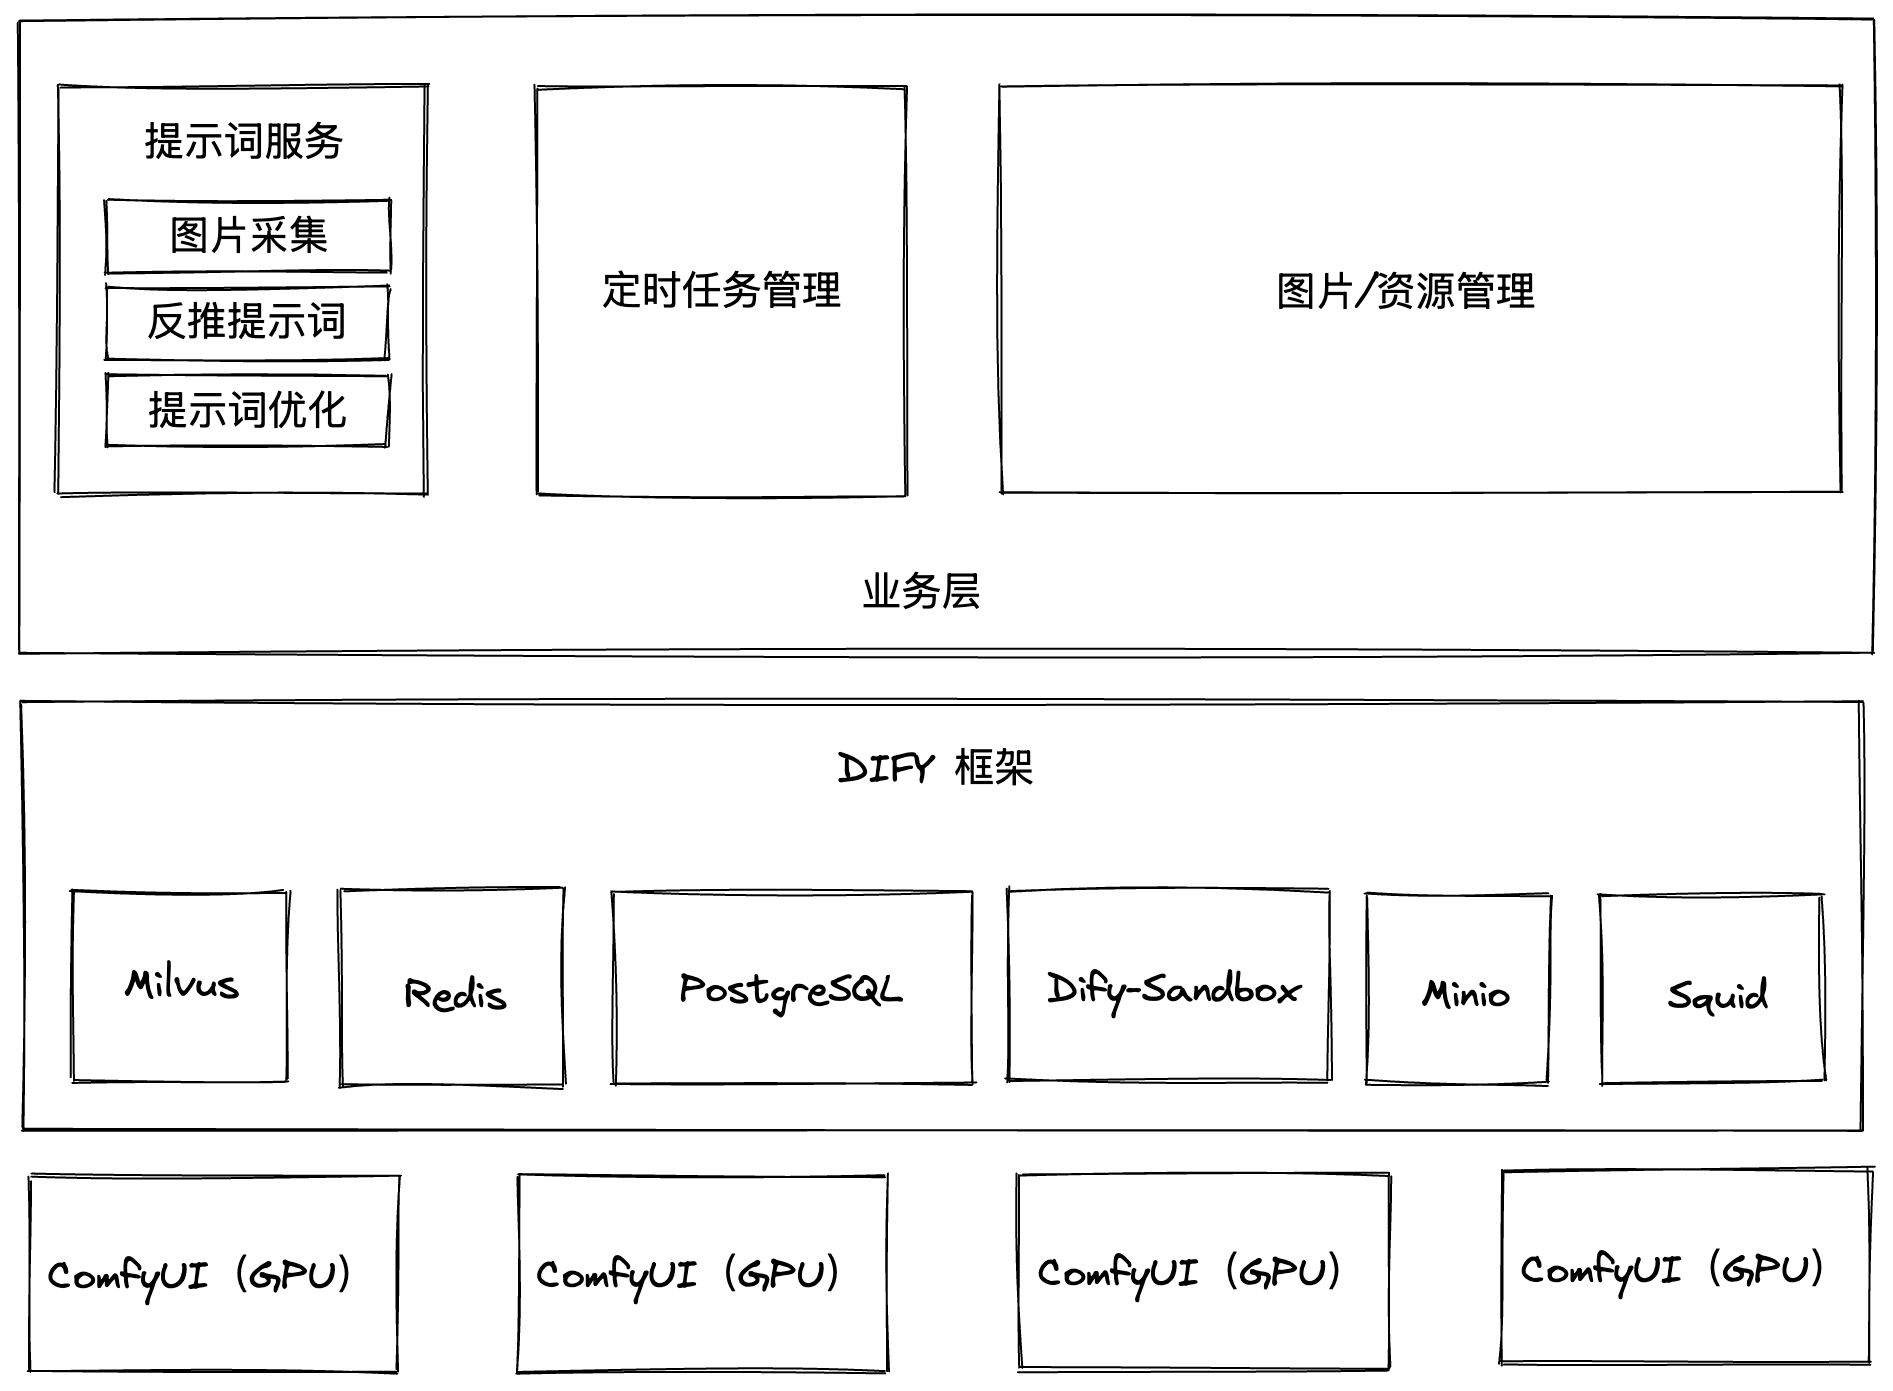 提示词服务
图片采集
反推提示词
提示词优化
定时任务管理
图片/资源管理
业务层
DIFY 框架
Milvus
Redis
PostgreSQL
Dify-Sandbox
Minio
Squid
ComfyUI (GPU)
ComfyUI (GPU)
ComfyUI (GPU)
ComfyUI (GPU)